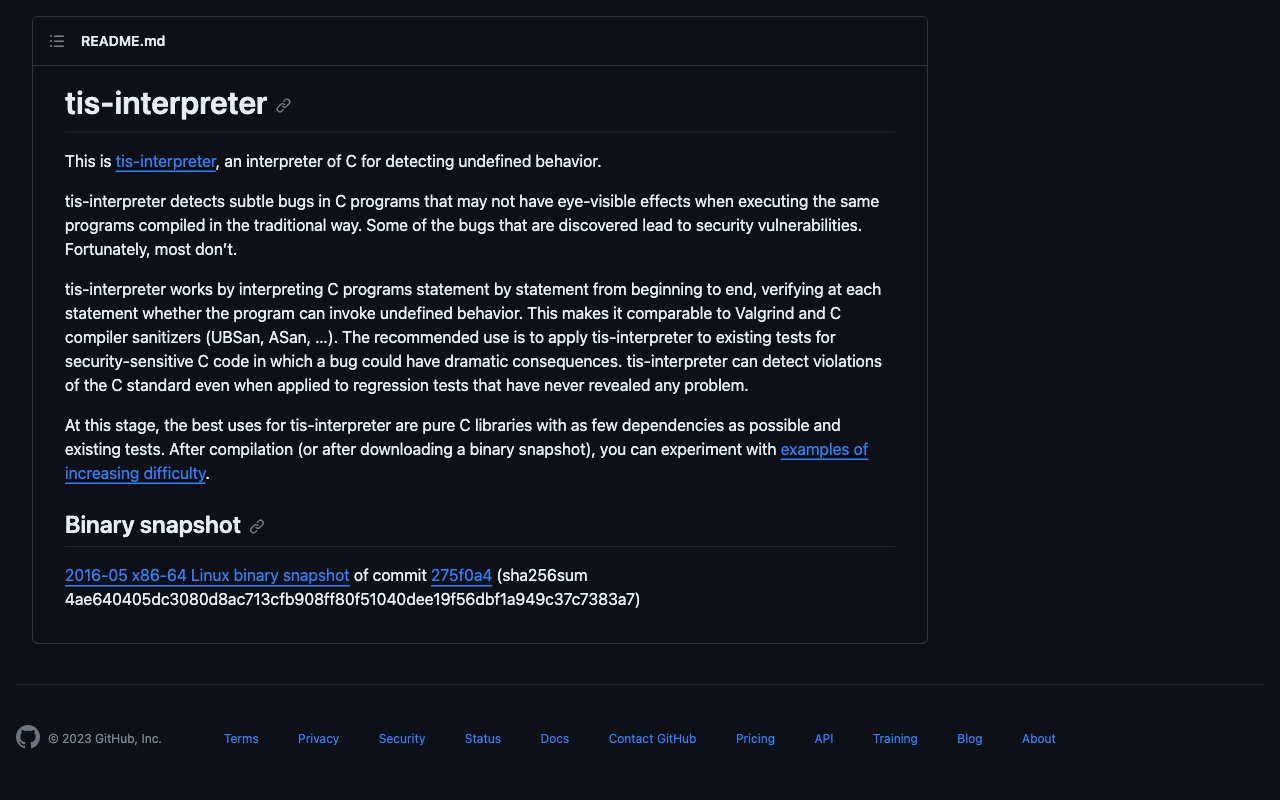 README.md
tis-interpreter
This is tis-interpreter, an interpreter of C for detecting undefined behavior.
tis-interpreter detects subtle bugs in C programs that may not have eye-visible effects when executing the same
programs compiled in the traditional way. Some of the bugs that are discovered lead to security vulnerabilities.
Fortunately, most don’t.
tis-interpreter works by interpreting C programs statement by statement from beginning to end, verifying at each
statement whether the program can invoke undefined behavior. This makes it comparable to Valgrind and C
compiler sanitizers (UBSan, ASan, …). The recommended use is to apply tis-interpreter to existing tests for
security-sensitive C code in which a bug could have dramatic consequences. tis-interpreter can detect violations
of the C standard even when applied to regression tests that have never revealed any problem.
At this stage, the best uses for tis-interpreter are pure C libraries with as few dependencies as possible and
existing tests. After compilation (or after downloading a binary snapshot), you can experiment with examples of
increasing difficulty.
Binary snapshot
2016-05 x86-64 Linux binary snapshot of commit 275f0a4 (sha256sum
4ae640405dc3080d8ac713cfb908ff80f51040dee19f56dbf1a949c37c7383a7)
© 2023 GitHub, Inc. Terms Privacy Security Status Docs Contact GitHub Pricing API Training Blog About